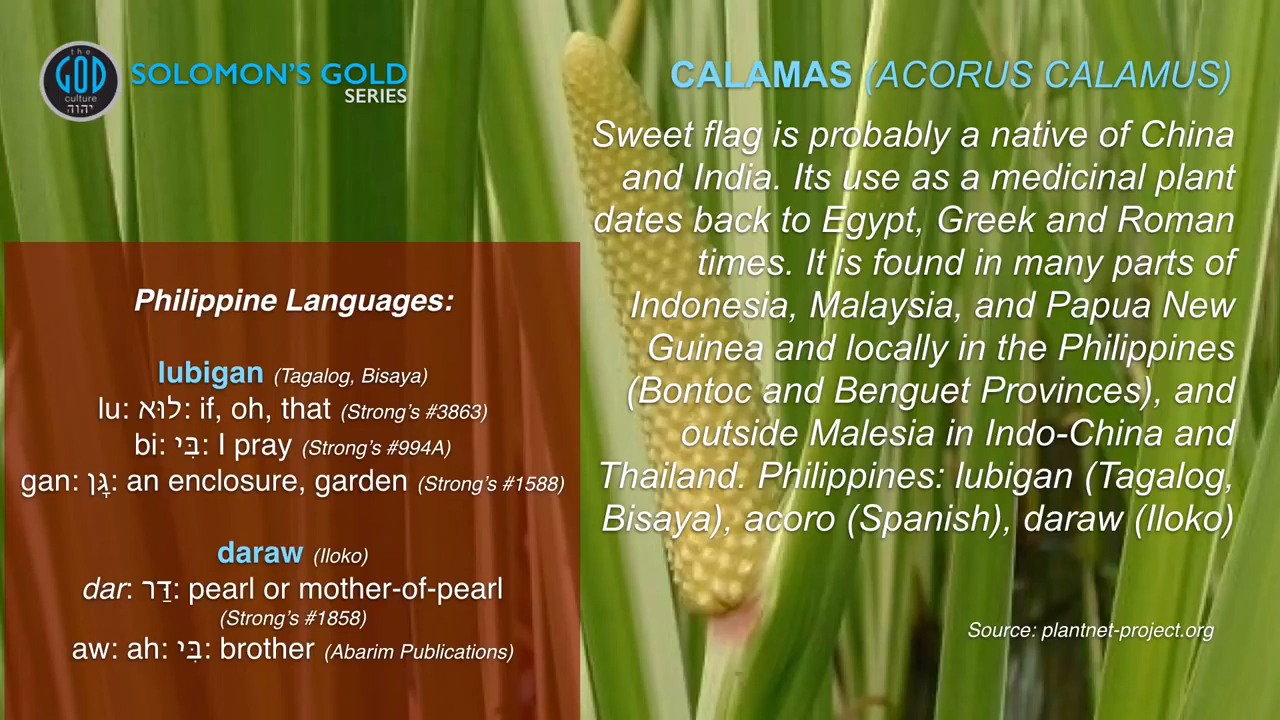 the
GOD
culture
יהוה
SOLOMON'S GOLD
SERIES
CALAMAS (ACORUS CALAMUS)
Sweet flag is probably a native of China
and India. Its use as a medicinal plant
dates back to Egypt, Greek and Roman
times. It is found in many parts of
Indonesia, Malaysia, and Papua New
Guinea and locally in the Philippines
(Bontoc and Benguet Provinces), and
outside Malesia in Indo-China and
Thailand. Philippines: lubigan (Tagalog,
Bisaya), acoro (Spanish), daraw (Iloko)
Source: plantnet-project.org
Philippine Languages:
lubigan (Tagalog, Bisaya)
lu: לוּא: if, oh, that (Strong's #3863)
bi: בִּי: I pray (Strong's #994A)
gan: גָּן: an enclosure, garden (Strong's #1588)
daraw (Iloko)
dar: דַּר: pearl or mother-of-pearl
(Strong's #1858)
aw: ah: בִּי: brother (Abarim Publications)